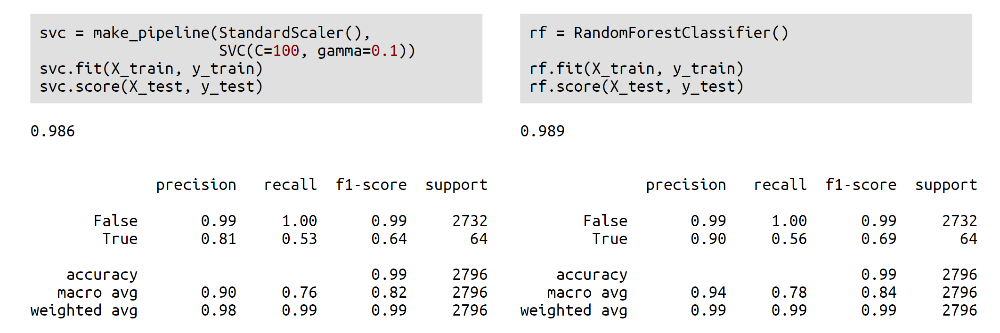 svc = make_pipeline(StandardScaler(),
                    SVC(C=100, gamma=0.1))
svc.fit(X_train, y_train)
svc.score(X_test, y_test)
0.986
              precision   recall  f1-score  support
       False       0.99     1.00      0.99     2732
        True       0.81     0.53      0.64       64
    accuracy                          0.99     2796
   macro avg       0.90     0.76      0.82     2796
weighted avg       0.98     0.99      0.99     2796
rf = RandomForestClassifier()
rf.fit(X_train, y_train)
rf.score(X_test, y_test)
0.989
              precision   recall  f1-score  support
       False       0.99     1.00      0.99     2732
        True       0.90     0.56      0.69       64
    accuracy                          0.99     2796
   macro avg       0.94     0.78      0.84     2796
weighted avg       0.99     0.99      0.99     2796